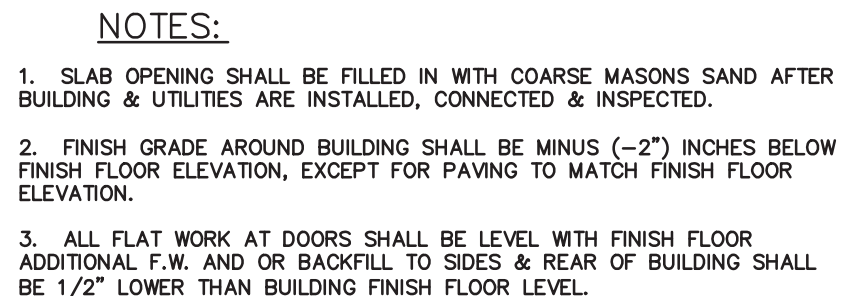 NOTES:
1. SLAB OPENING SHALL BE FILLED IN WITH COARSE MASONS SAND AFTER
BUILDING & UTILITIES ARE INSTALLED, CONNECTED & INSPECTED.
2. FINISH GRADE AROUND BUILDING SHALL BE MINUS (–2") INCHES BELOW
FINISH FLOOR ELEVATION, EXCEPT FOR PAVING TO MATCH FINISH FLOOR
ELEVATION.
3. ALL FLAT WORK AT DOORS SHALL BE LEVEL WITH FINISH FLOOR
ADDITIONAL F.W. AND OR BACKFILL TO SIDES & REAR OF BUILDING SHALL
BE 1/2" LOWER THAN BUILDING FINISH FLOOR LEVEL.